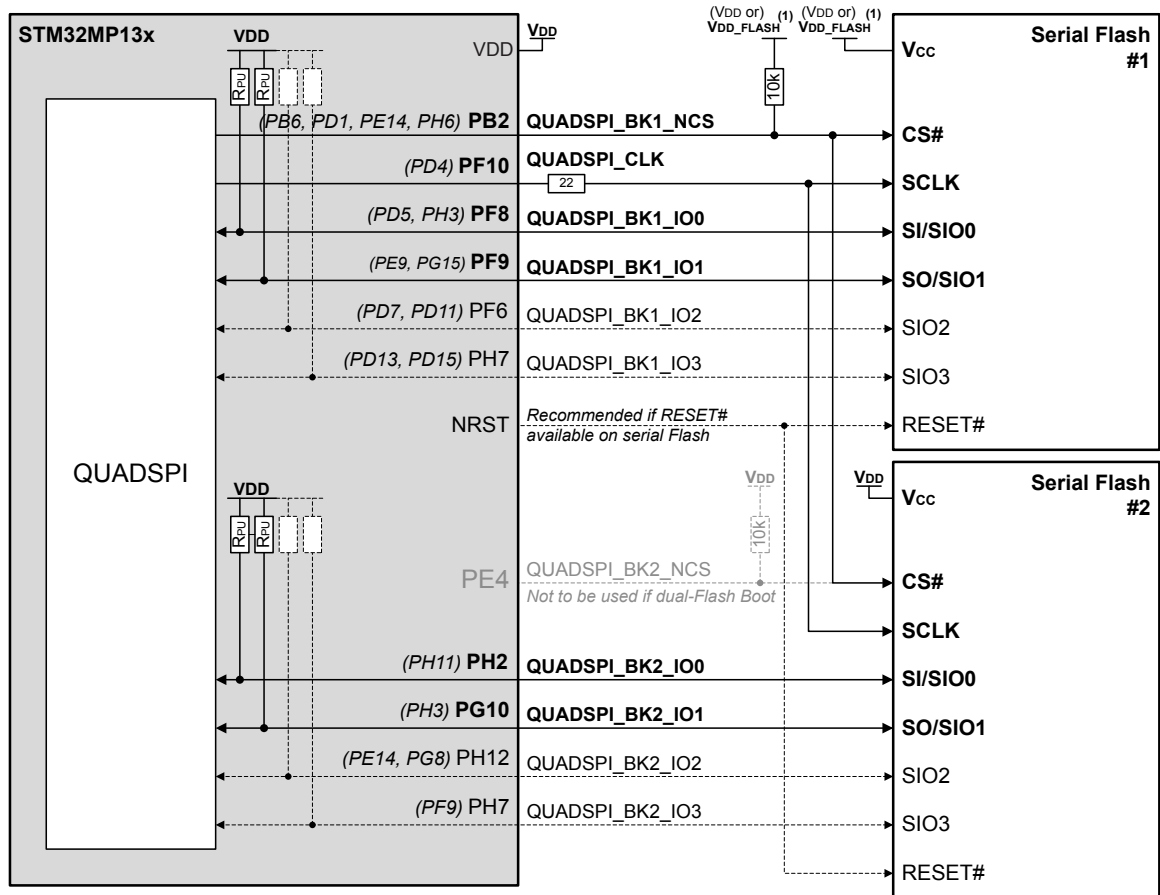 STM32MP13x
VDD
VDD
VDD
(VDD or) (1)
VDD_FLASH
(VDD or) (1)
VDD_FLASH
Serial Flash
#1
Vcc
RPU
RPU
10k
(PB6, PD1, PE14, PH6) PB2
QUADSPI_BK1_NCS
CS#
(PD4) PF10
QUADSPI_CLK
22
SCLK
(PD5, PH3) PF8
QUADSPI_BK1_IO0
SI/SIO0
(PE9, PG15) PF9
QUADSPI_BK1_IO1
SO/SIO1
(PD7, PD11) PF6
QUADSPI_BK1_IO2
SIO2
(PD13, PD15) PH7
QUADSPI_BK1_IO3
SIO3
NRST
Recommended if RESET#
available on serial Flash
RESET#
QUADSPI
VDD
RPU
RPU
VDD
10k
VDD
Vcc
Serial Flash
#2
PE4
QUADSPI_BK2_NCS
Not to be used if dual-Flash Boot
CS#
SCLK
(PH11) PH2
QUADSPI_BK2_IO0
SI/SIO0
(PH3) PG10
QUADSPI_BK2_IO1
SO/SIO1
(PE14, PG8) PH12
QUADSPI_BK2_IO2
SIO2
(PF9) PH7
QUADSPI_BK2_IO3
SIO3
RESET#